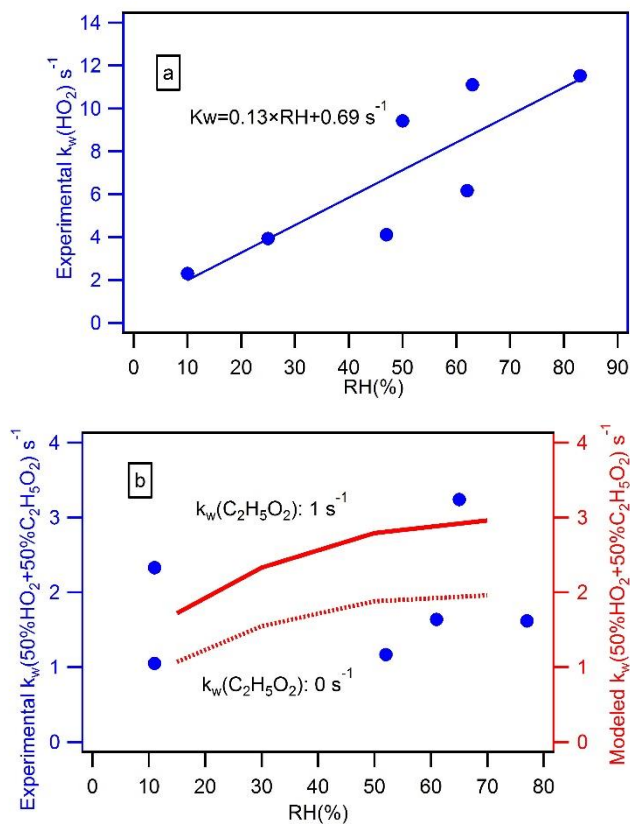 14
12
10
8
6
4
2
0
Experimental k_w(HO₂) s⁻¹
a
Kw=0.13×RH+0.69 s⁻¹
0 10 20 30 40 50 60 70 80 90
RH(%)
4
3
2
1
0
Experimental k_w(50%HO₂+50%C₂H₅O₂) s⁻¹
b
k_w(C₂H₅O₂): 1 s⁻¹
k_w(C₂H₅O₂): 0 s⁻¹
4
3
2
1
0
Modeled k_w(50%HO₂+50%C₂H₅O₂) s⁻¹
0 10 20 30 40 50 60 70 80
RH(%)